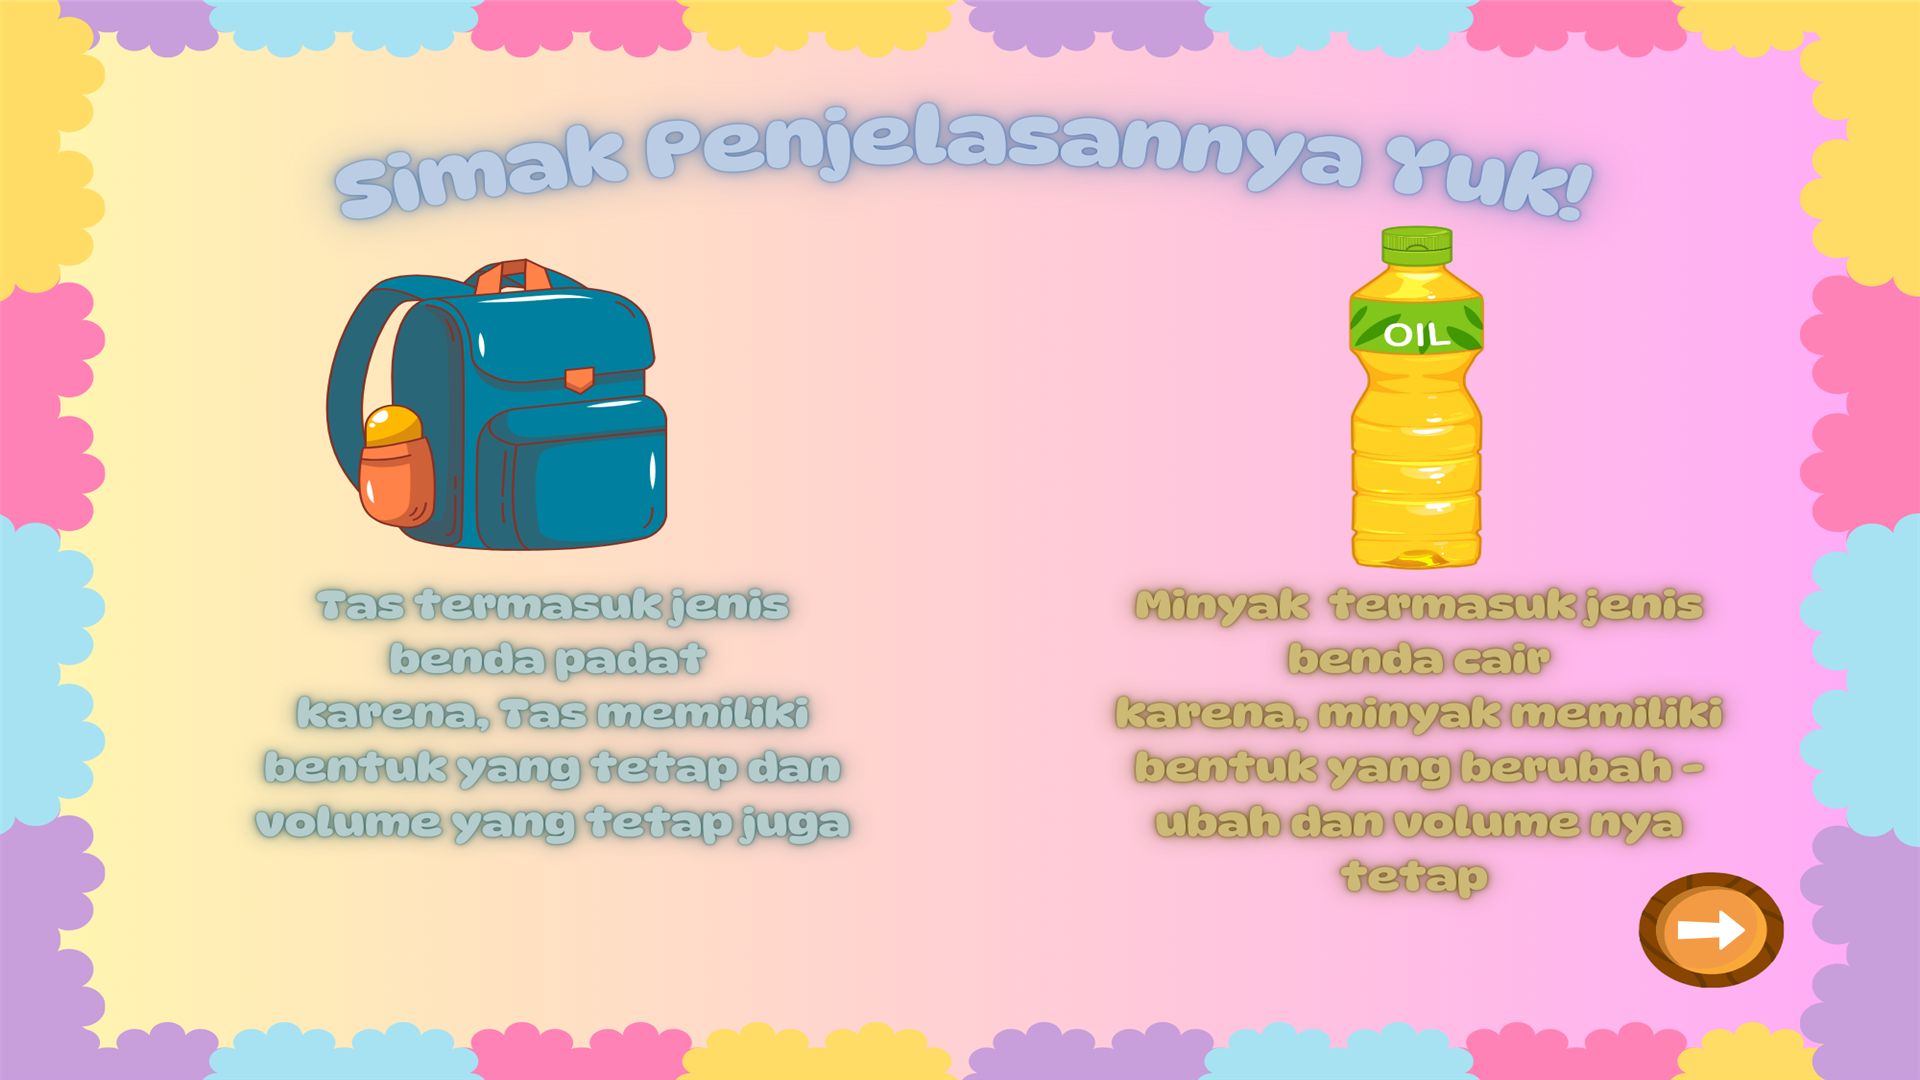 Simak Penjelasannya Yuk!
OIL
Tas termasuk jenis
benda padat
karena, Tas memiliki
bentuk yang tetap dan
volume yang tetap juga
Minyak termasuk jenis
benda cair
karena, minyak memiliki
bentuk yang berubah -
ubah dan volume nya
tetap